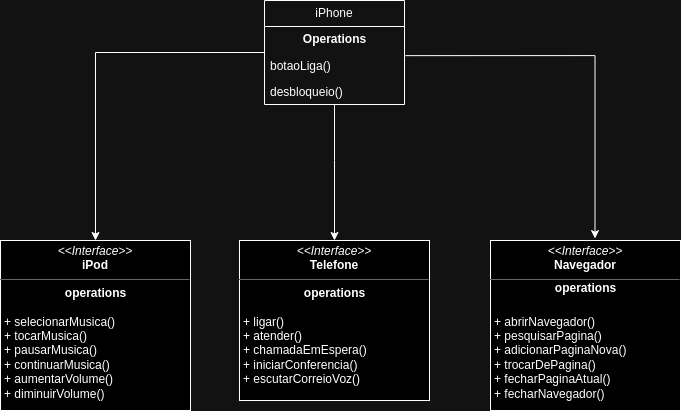 iPhone
Operations
botaoLiga()
desbloqueio()
<<Interface>>
iPod
operations
+ selecionarMusica()
+ tocarMusica()
+ pausarMusica()
+ continuarMusica()
+ aumentarVolume()
+ diminuirVolume()
<<Interface>>
Telefone
operations
+ ligar()
+ atender()
+ chamadaEmEspera()
+ iniciarConferencia()
+ escutarCorreioVoz()
<<Interface>>
Navegador
operations
+ abrirNavegador()
+ pesquisarPagina()
+ adicionarPaginaNova()
+ trocarDePagina()
+ fecharPaginaAtual()
+ fecharNavegador()